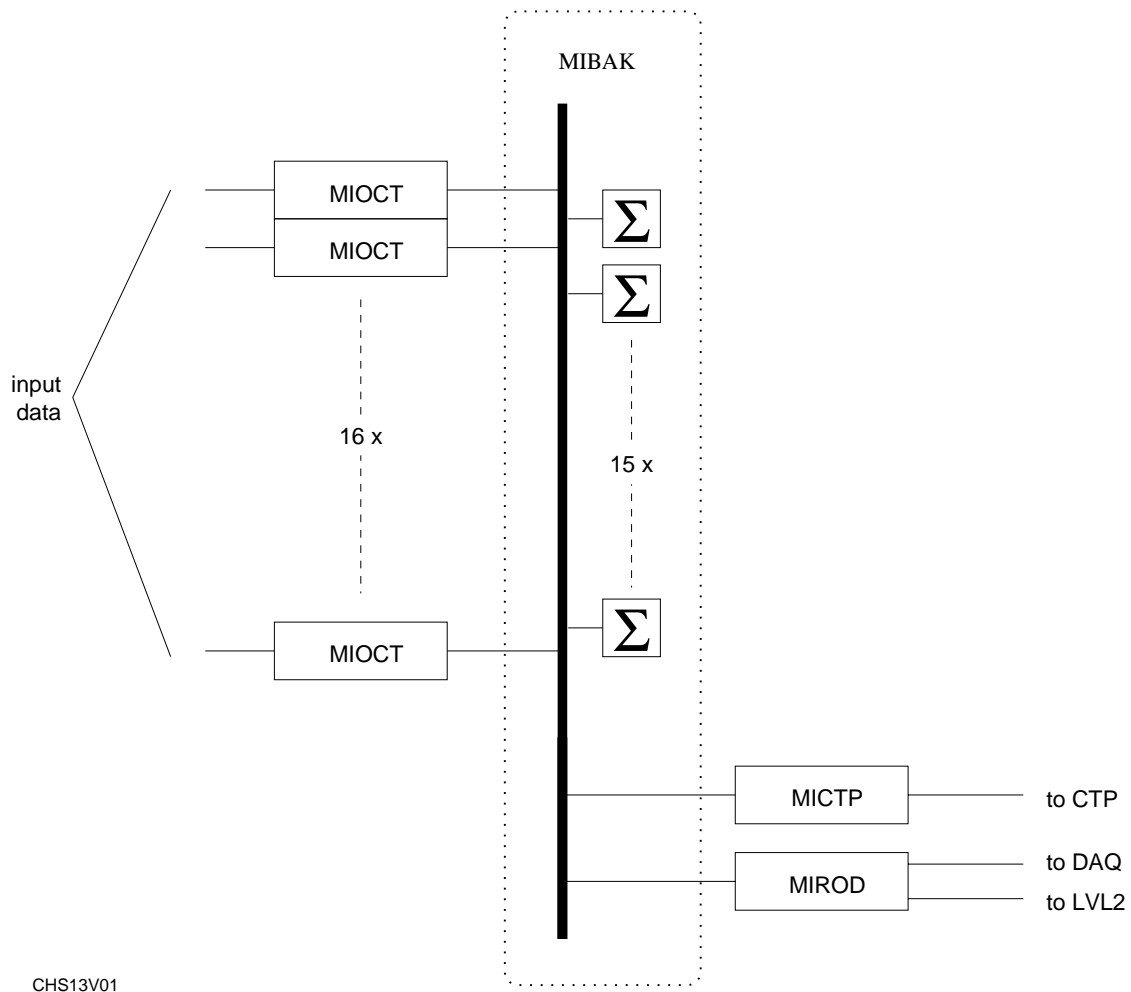 MIBAK
MIOCT
Σ
MIOCT
Σ
input
data
16 x
15 x
MIOCT
Σ
MICTP
to CTP
MIROD
to DAQ
to LVL2
CHS13V01